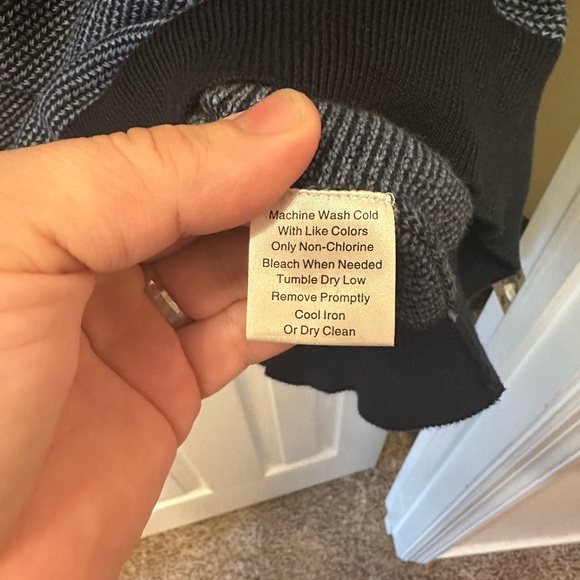 Machine Wash Cold
With Like Colors
Only Non-Chlorine
Bleach When Needed
Tumble Dry Low
Remove Promptly
Cool Iron
Or Dry Clean